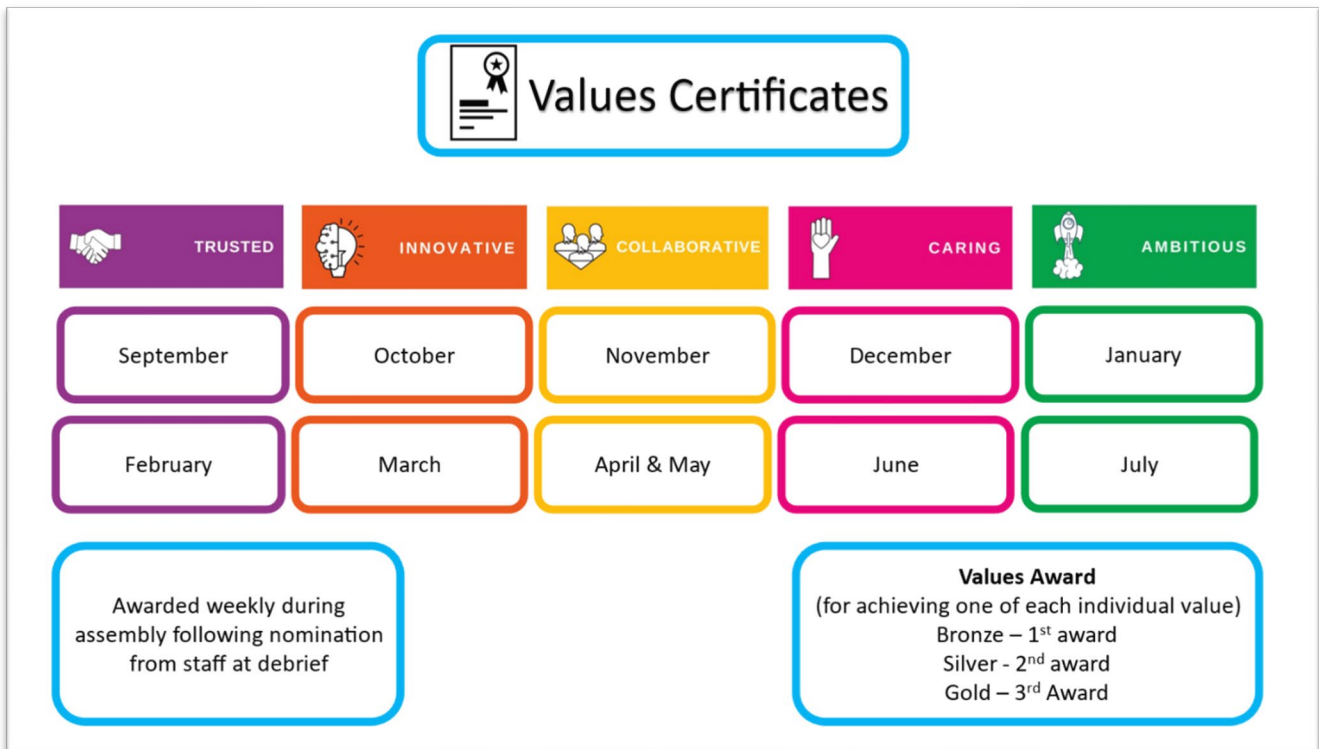 Values Certificates
TRUSTED
INNOVATIVE
COLLABORATIVE
CARING
AMBITIOUS
September
October
November
December
January
February
March
April & May
June
July
Awarded weekly during
assembly following nomination
from staff at debrief
Values Award
(for achieving one of each individual value)
Bronze – 1st award
Silver - 2nd award
Gold – 3rd Award